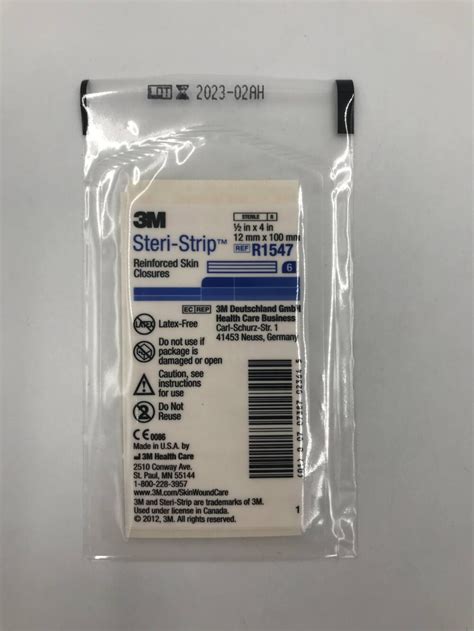 LOT 2023-02AH
3M
Steri-Strip™
Reinforced Skin
Closures
STERILE R
½ in x 4 in
12 mm x 100 mm
REF R1547
6
EC REP
3M Deutschland GmbH
Health Care Business
Carl-Schurz-Str. 1
41453 Neuss, Germany
LATEX Latex-Free
Do not use if
package is
damaged or open
Caution, see
instructions
for use
2 Do Not
Reuse
CE 0086
Made in U.S.A. by
3M Health Care
2510 Conway Ave.
St. Paul, MN 55144
1-800-228-3957
www.3M.com/SkinWoundCare
3M and Steri-Strip are trademarks of 3M.
Used under license in Canada.
© 2012, 3M. All rights reserved.
1